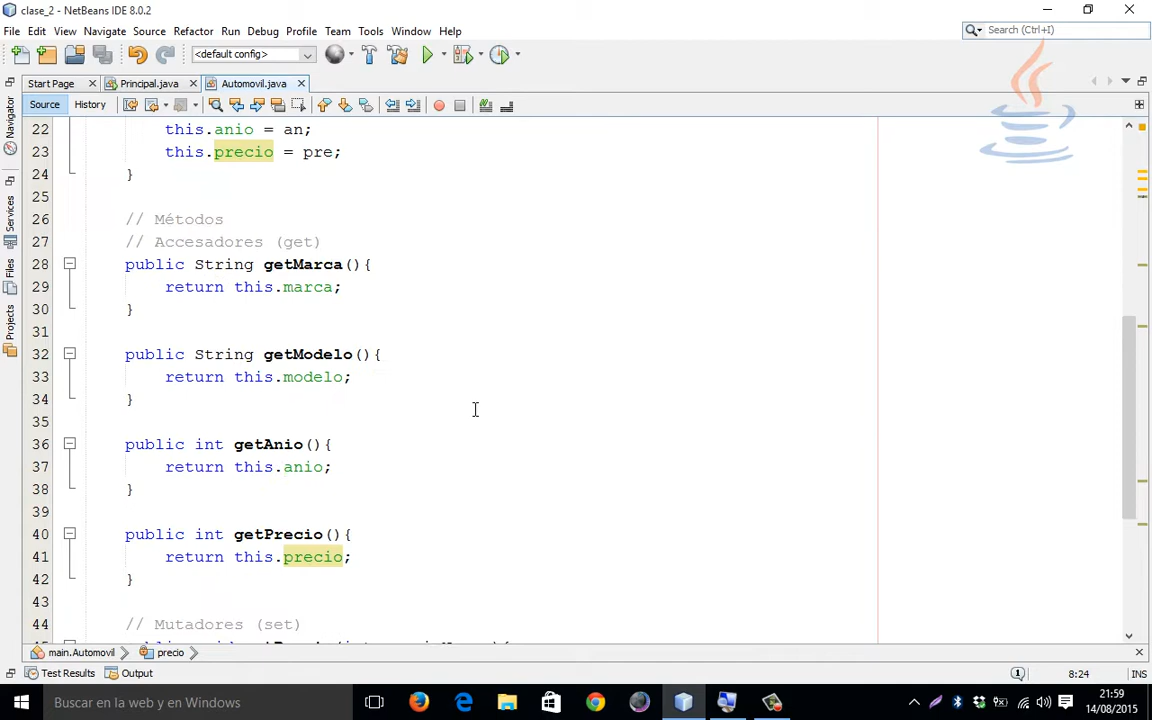 clase_2 - NetBeans IDE 8.0.2
File Edit View Navigate Source Refactor Run Debug Profile Team Tools Window Help
Search (Ctrl+I)
<default config>
Start Page Principal.java Automovil.java
Source History
Navigator
Services
Files
Projects
22 this.anio = an;
23 this.precio = pre;
24 }
25
26 // Métodos
27 // Accesadores (get)
28 public String getMarca(){
29 return this.marca;
30 }
31
32 public String getModelo(){
33 return this.modelo;
34 }
35
36 public int getAnio(){
37 return this.anio;
38 }
39
40 public int getPrecio(){
41 return this.precio;
42 }
43
44 // Mutadores (set)
main.Automovil precio
Test Results Output
8:24 INS
Buscar en la web y en Windows
21:59
14/08/2015